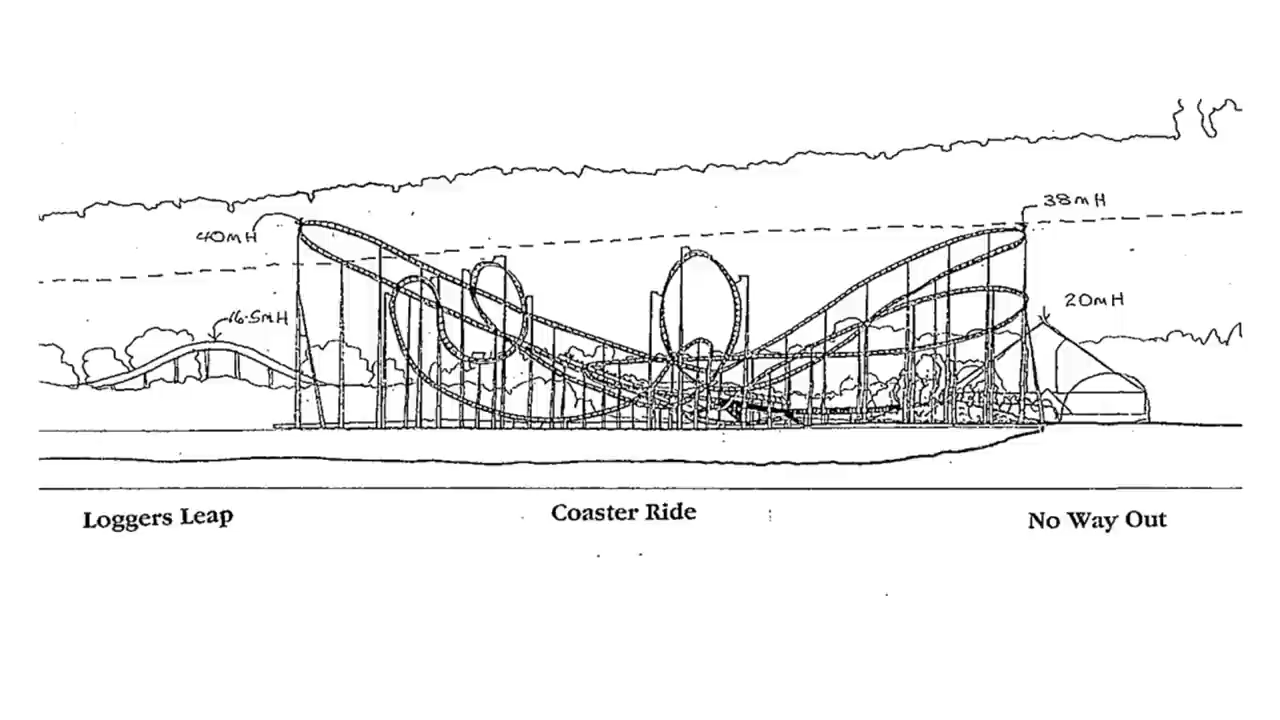 38mH
40mH
20mH
16.5mH
Loggers Leap
Coaster Ride
No Way Out